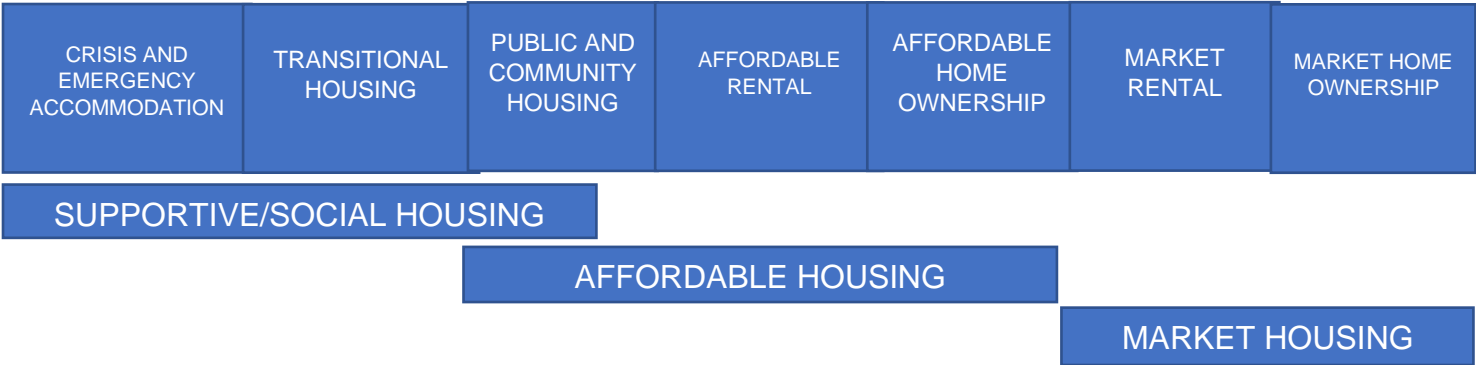 CRISIS AND
EMERGENCY
ACCOMMODATION
TRANSITIONAL
HOUSING
PUBLIC AND
COMMUNITY
HOUSING
AFFORDABLE
RENTAL
AFFORDABLE
HOME
OWNERSHIP
MARKET
RENTAL
MARKET HOME
OWNERSHIP
SUPPORTIVE/SOCIAL HOUSING
AFFORDABLE HOUSING
MARKET HOUSING